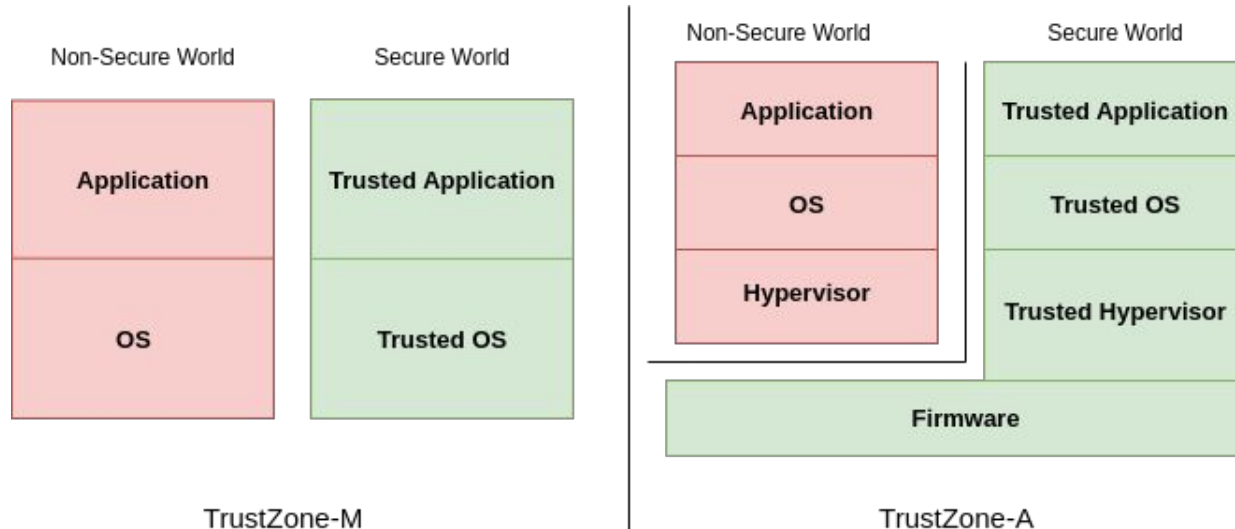 Non-Secure World
Secure World
Application
Trusted Application
OS
Trusted OS
TrustZone-M
Non-Secure World
Secure World
Application
Trusted Application
OS
Trusted OS
Hypervisor
Trusted Hypervisor
Firmware
TrustZone-A